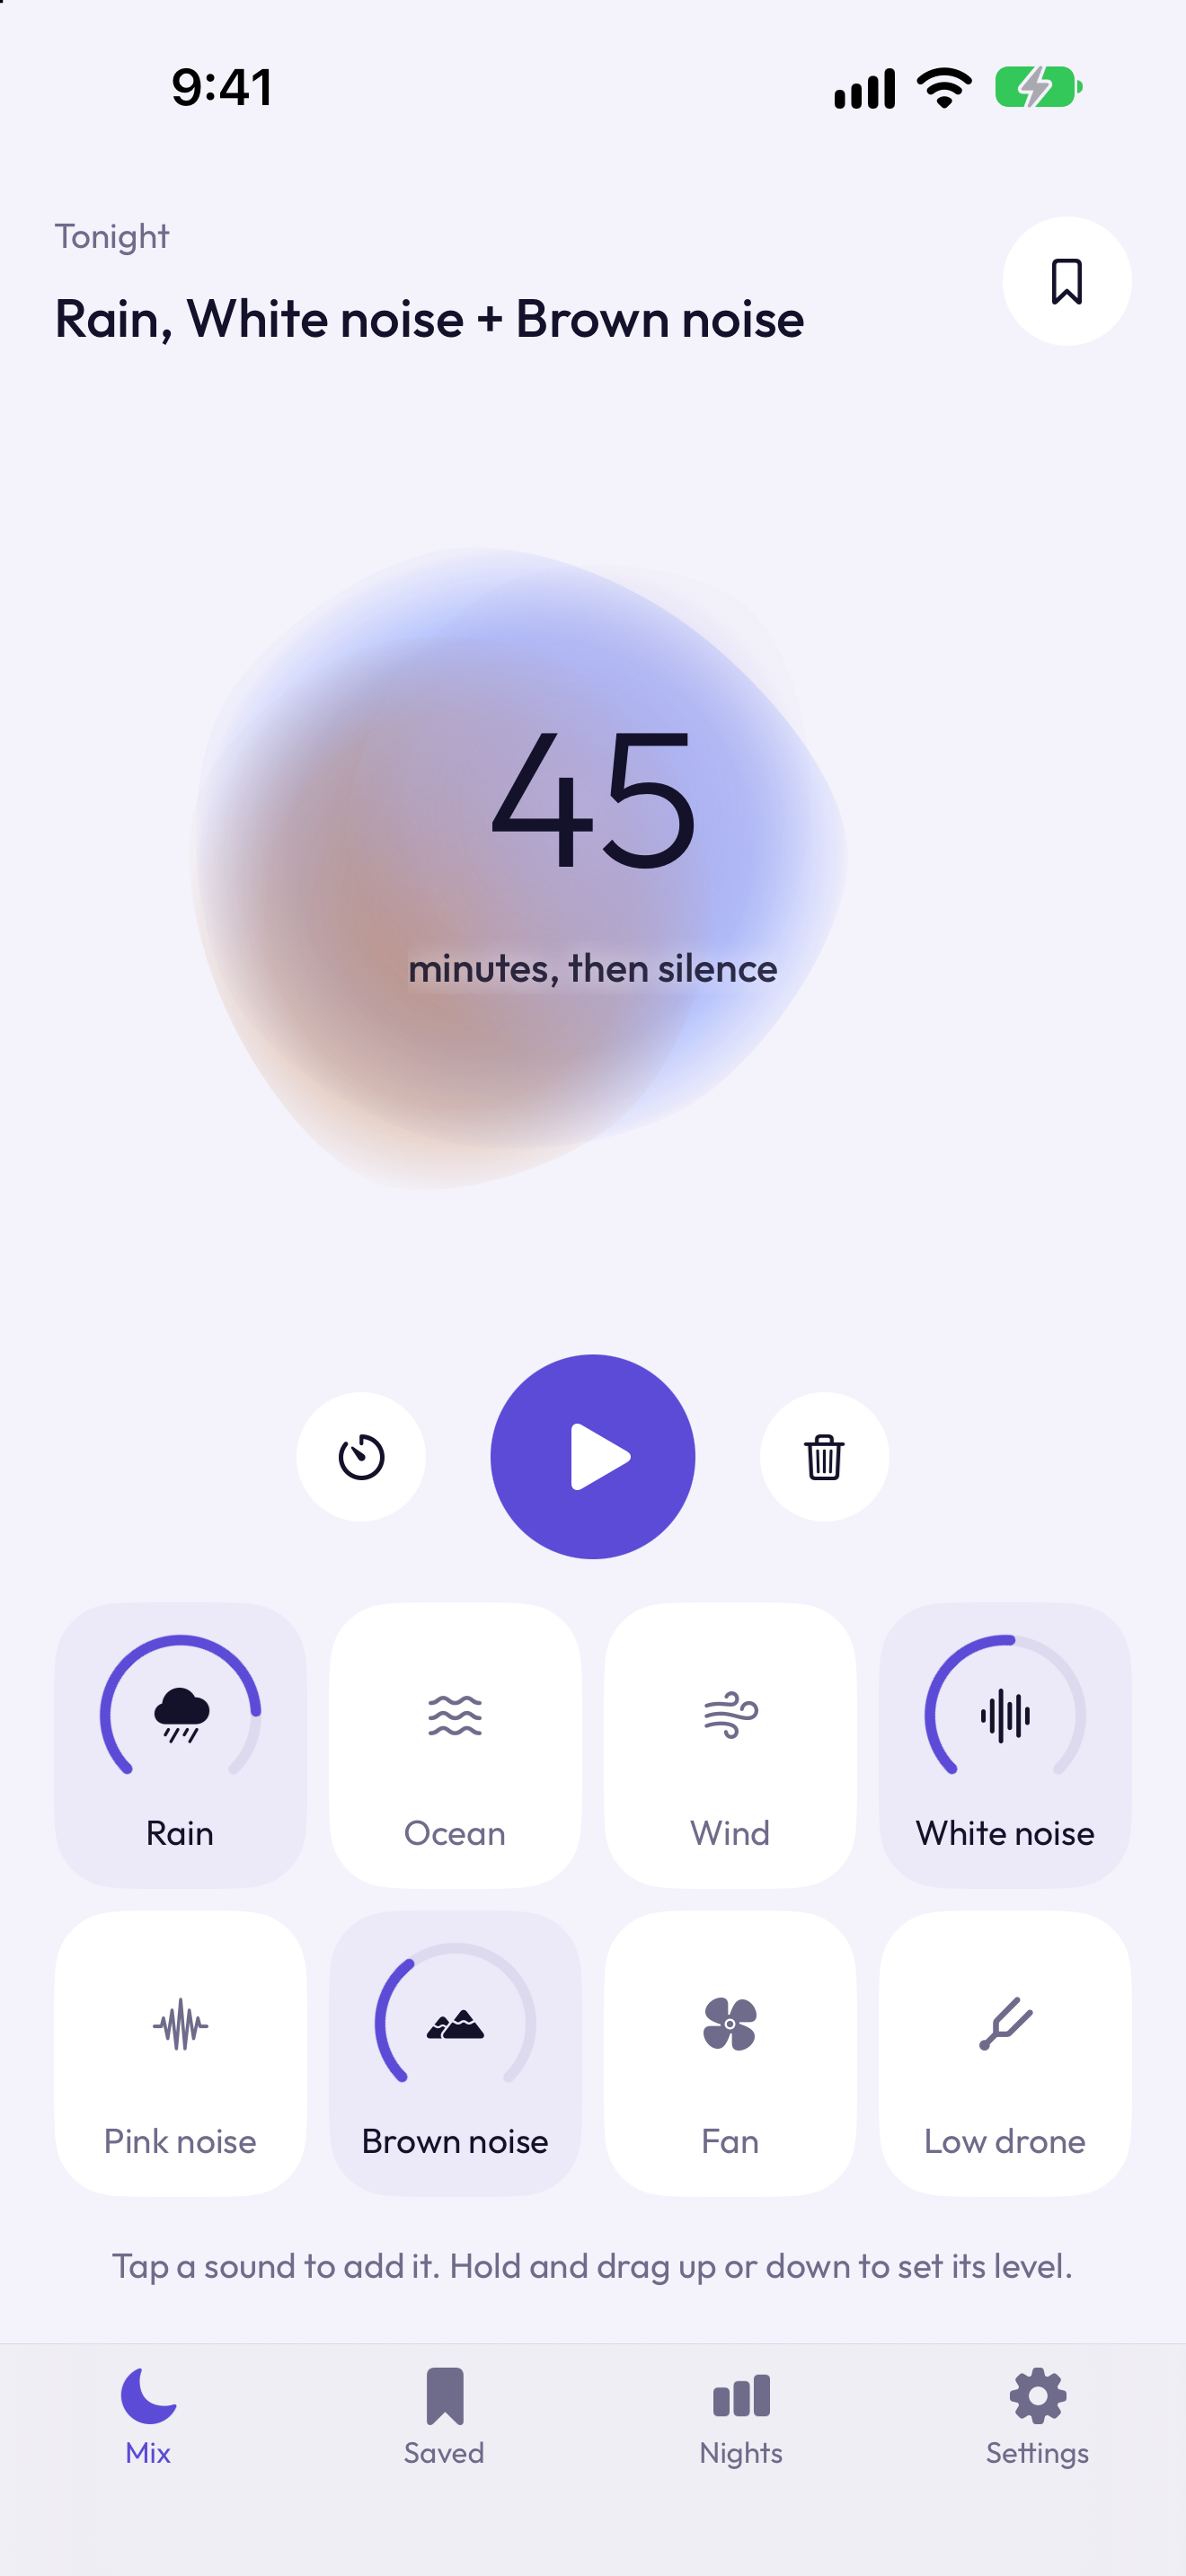 9:41
Tonight
Rain, White noise + Brown noise
45
minutes, then silence
Rain
Ocean
Wind
White noise
Pink noise
Brown noise
Fan
Low drone
Tap a sound to add it. Hold and drag up or down to set its level.
Mix
Saved
Nights
Settings